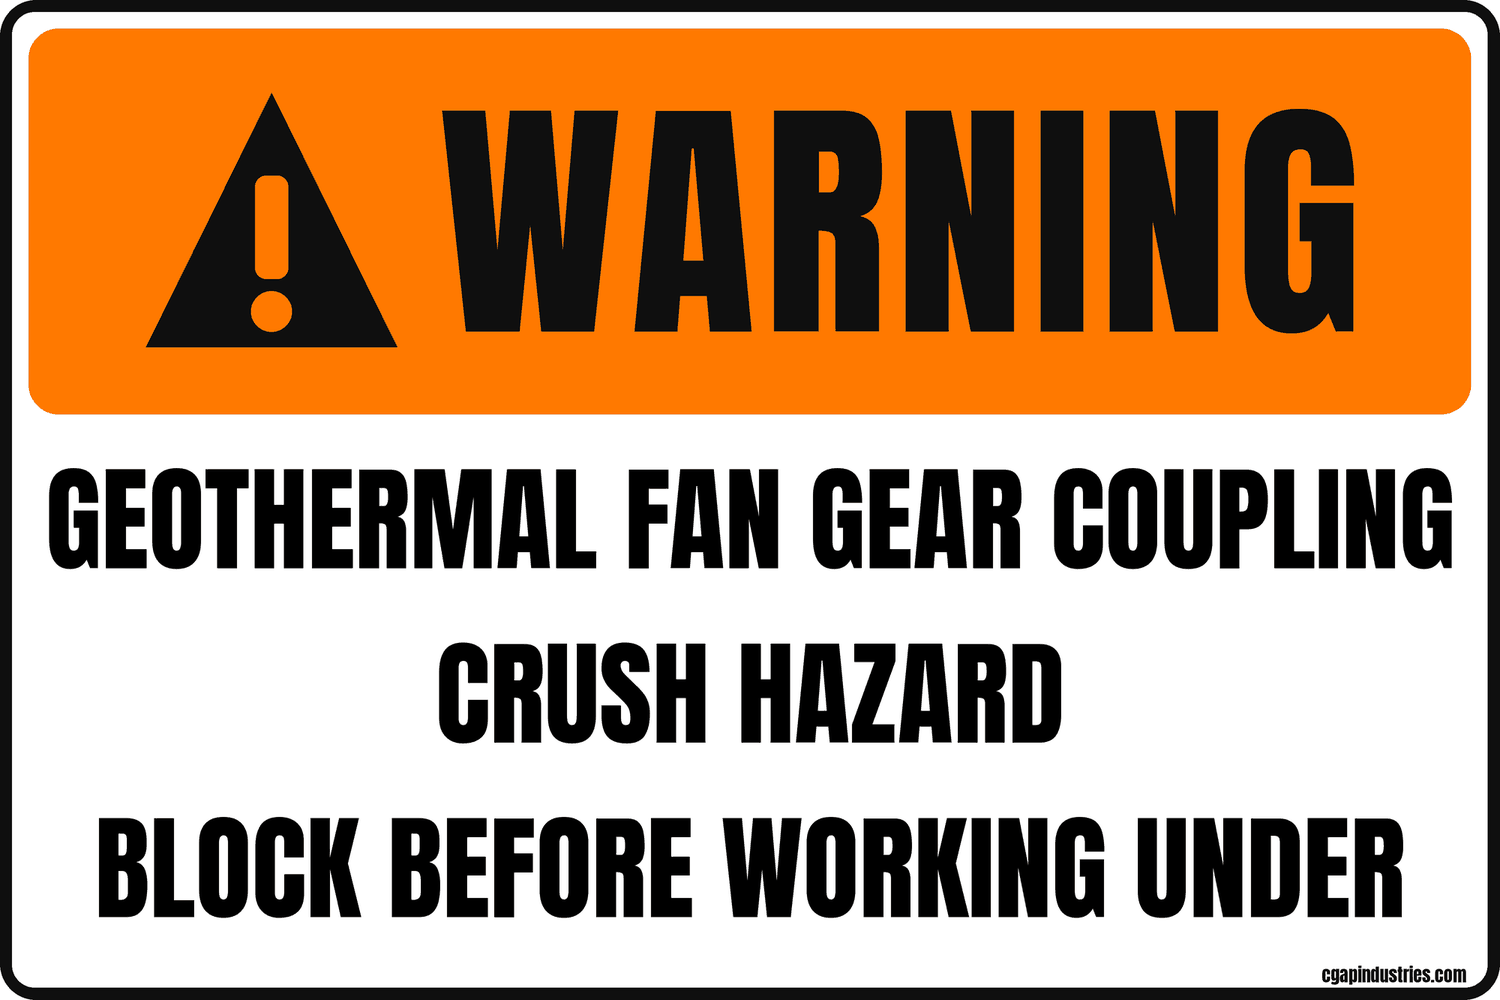 WARNING
GEOTHERMAL FAN GEAR COUPLING
CRUSH HAZARD
BLOCK BEFORE WORKING UNDER
cgapindustries.com